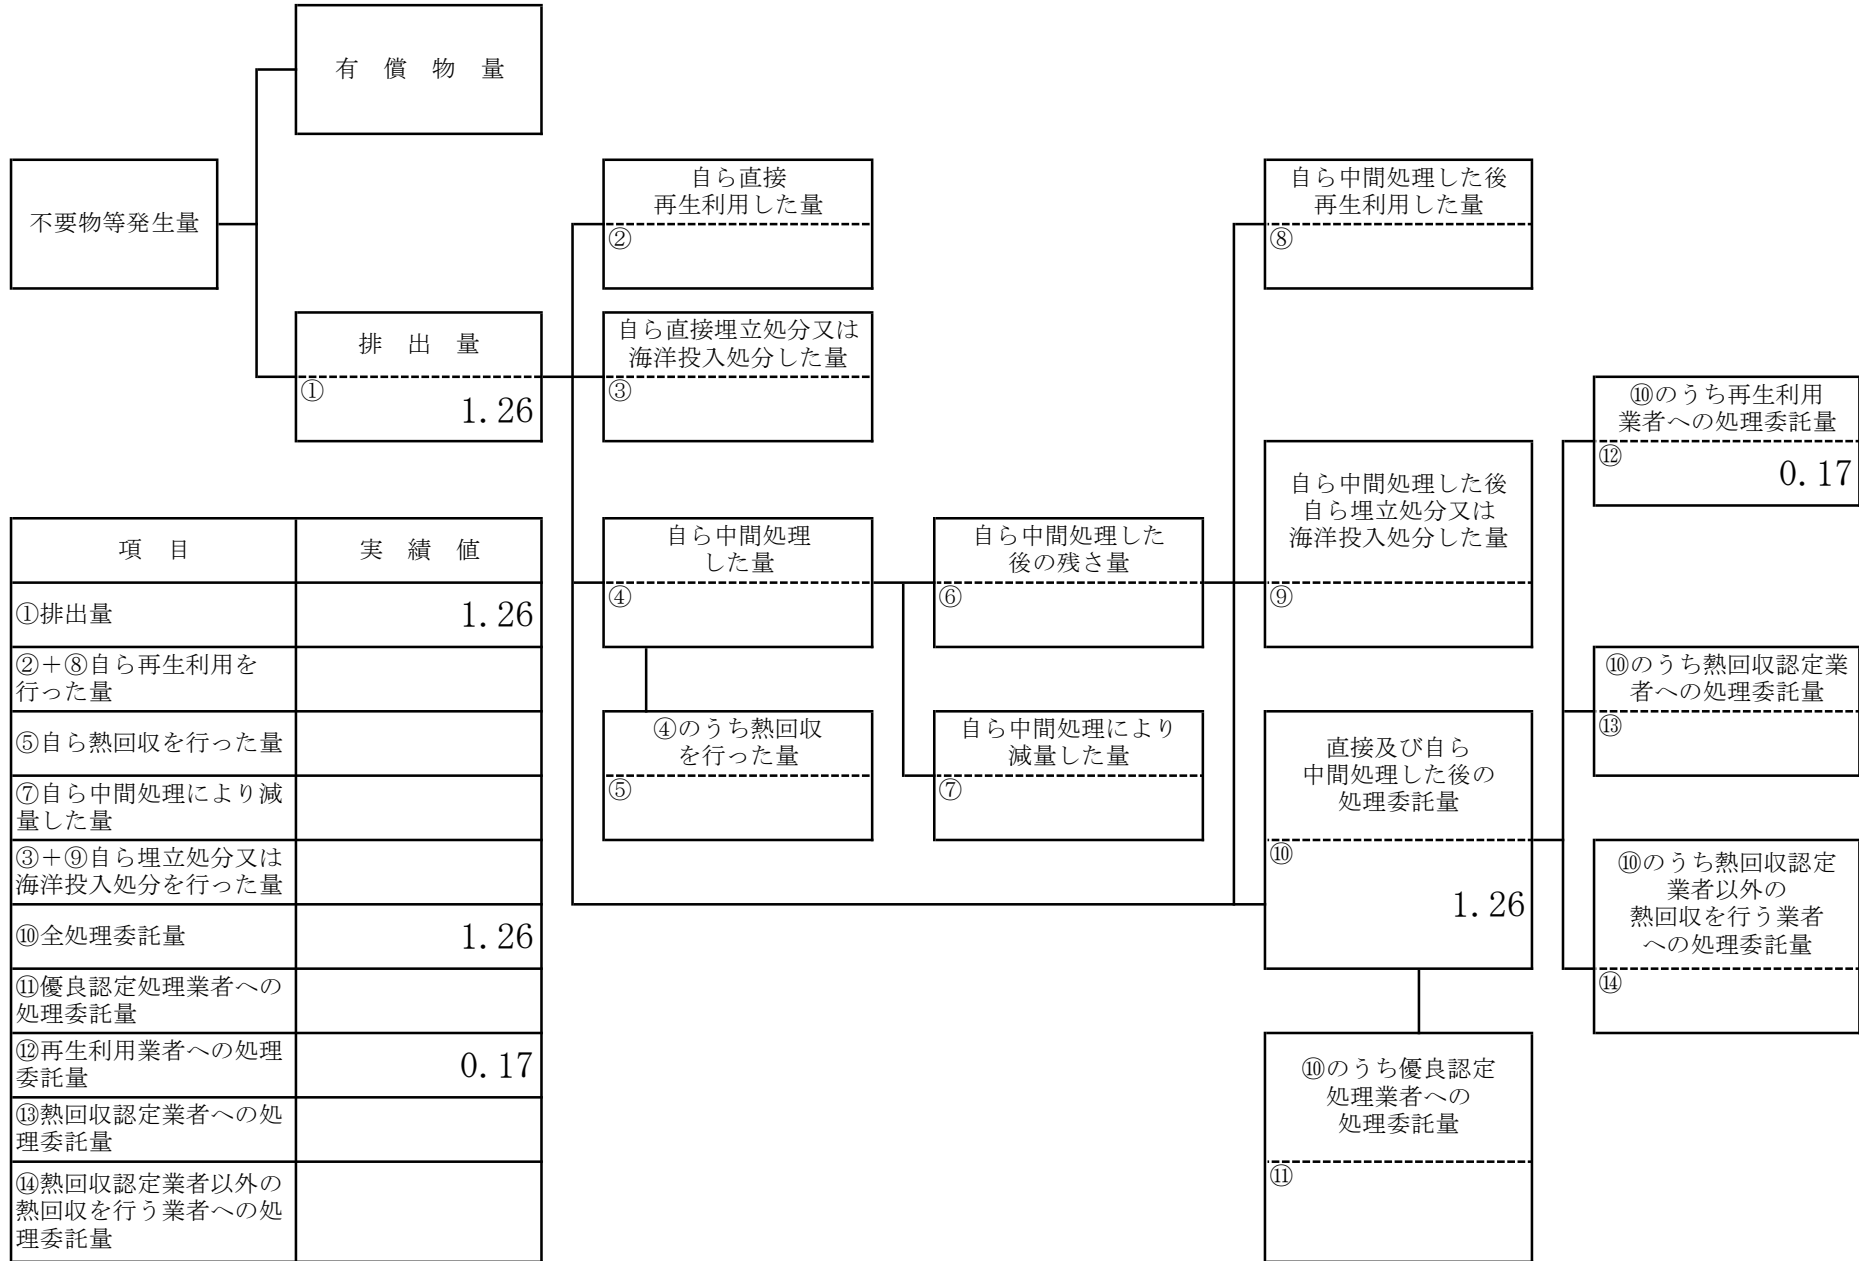 有 償 物 量
不要物等発生量
排 出 量
①
1.26
自ら直接
再生利用した量
②
自ら直接埋立処分又は
海洋投入処分した量
③
自ら中間処理
した量
④
④のうち熱回収
を行った量
⑤
自ら中間処理した
後の残さ量
⑥
自ら中間処理により
減量した量
⑦
自ら中間処理した後
再生利用した量
⑧
自ら中間処理した後
自ら埋立処分又は
海洋投入処分した量
⑨
直接及び自ら
中間処理した後の
処理委託量
⑩
1.26
⑩のうち優良認定
処理業者への
処理委託量
⑪
⑩のうち再生利用
業者への処理委託量
⑫
0.17
⑩のうち熱回収認定業
者への処理委託量
⑬
⑩のうち熱回収認定
業者以外の
熱回収を行う業者
への処理委託量
⑭
項 目
実 績 値
①排出量
1.26
②＋⑧自ら再生利用を
行った量
⑤自ら熱回収を行った量
⑦自ら中間処理により減
量した量
③＋⑨自ら埋立処分又は
海洋投入処分を行った量
⑩全処理委託量
1.26
⑪優良認定処理業者への
処理委託量
⑫再生利用業者への処理
委託量
0.17
⑬熱回収認定業者への処
理委託量
⑭熱回収認定業者以外の
熱回収を行う業者への処
理委託量